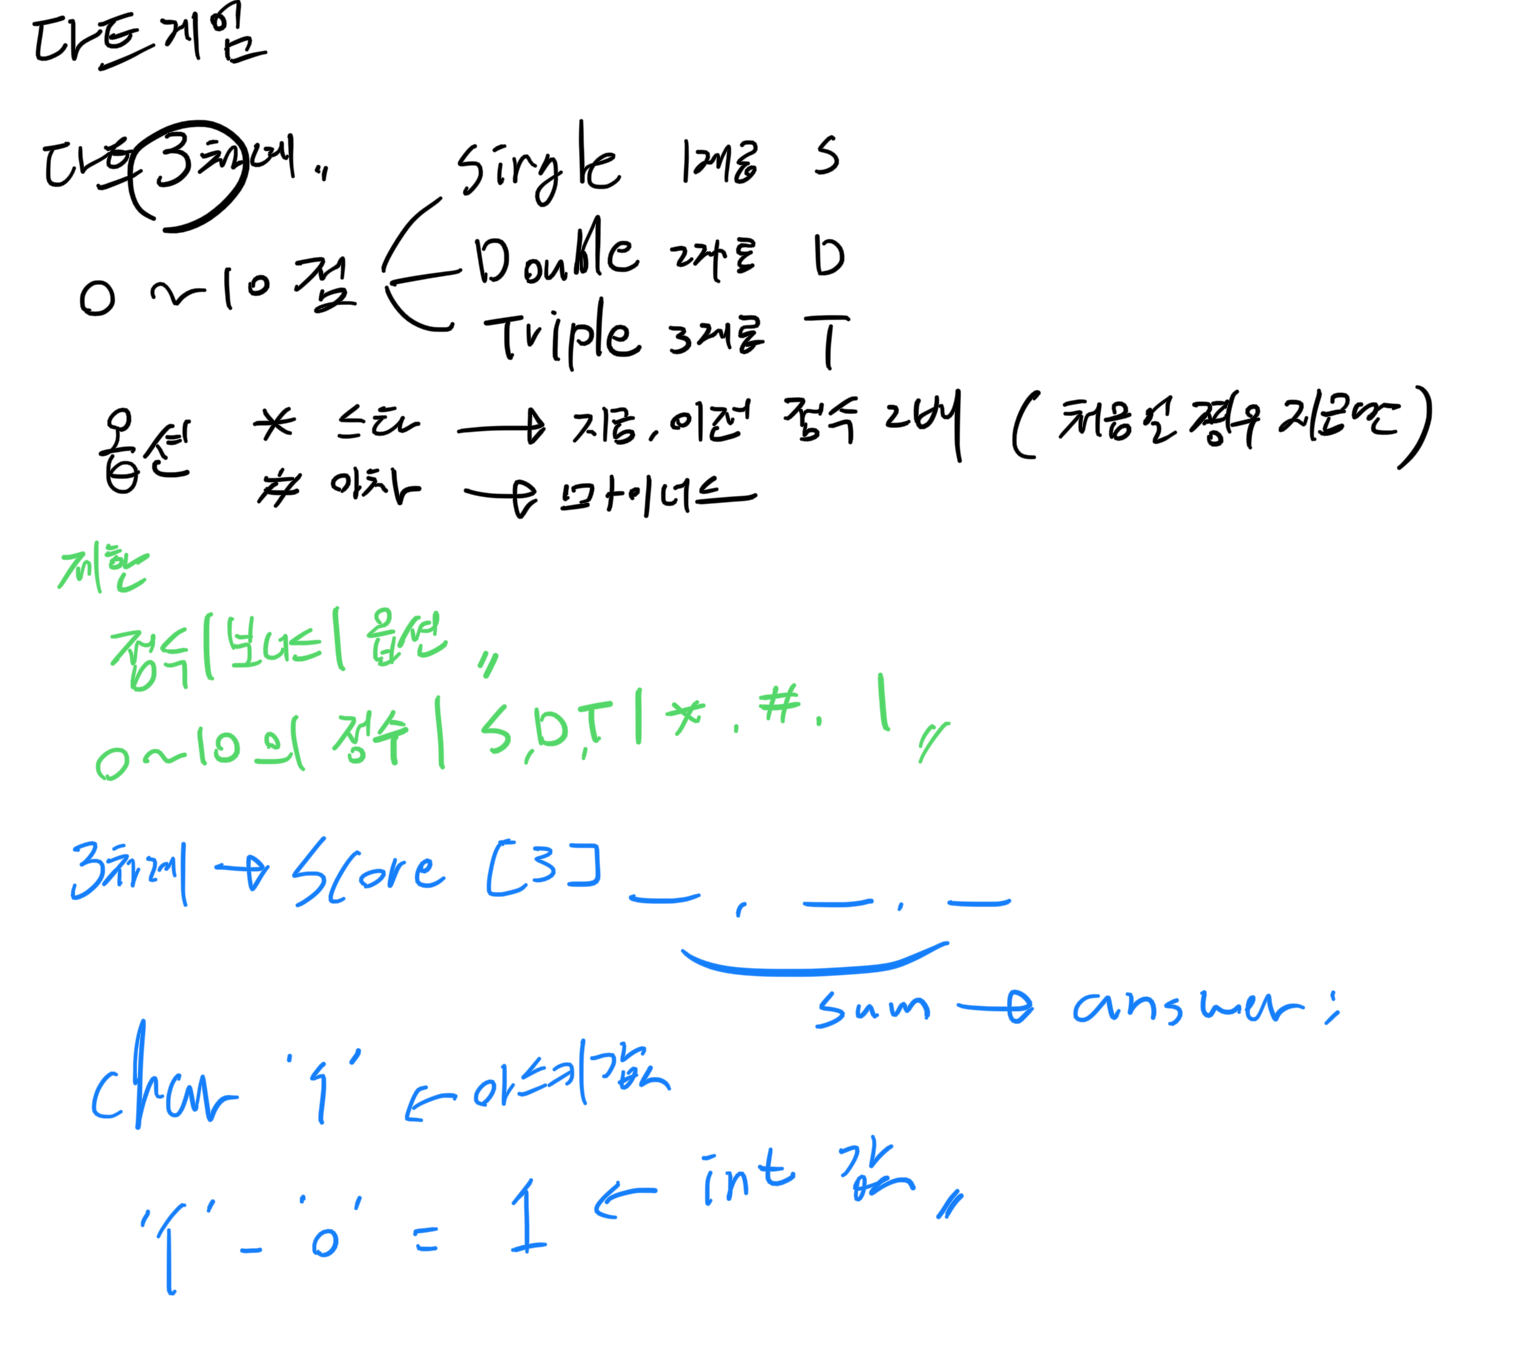 다트게임
다트 3차례 〃 Single 1제곱 S
0 ~ 10 점 Double 2제곱 D
Triple 3제곱 T
옵션 * 스타 → 지금, 이전 점수 2배 (처음일 경우 지금만)
# 아차 → 마이너스
제한
점수 | 보너스 | 옵션 〃
0~10의 정수 | S, D, T | *, #, | 〃
3차례 → Score [3] _, _, _
sum → answer;
char '1' ← 아스키값
'1' - '0' = 1 ← int 값 〃